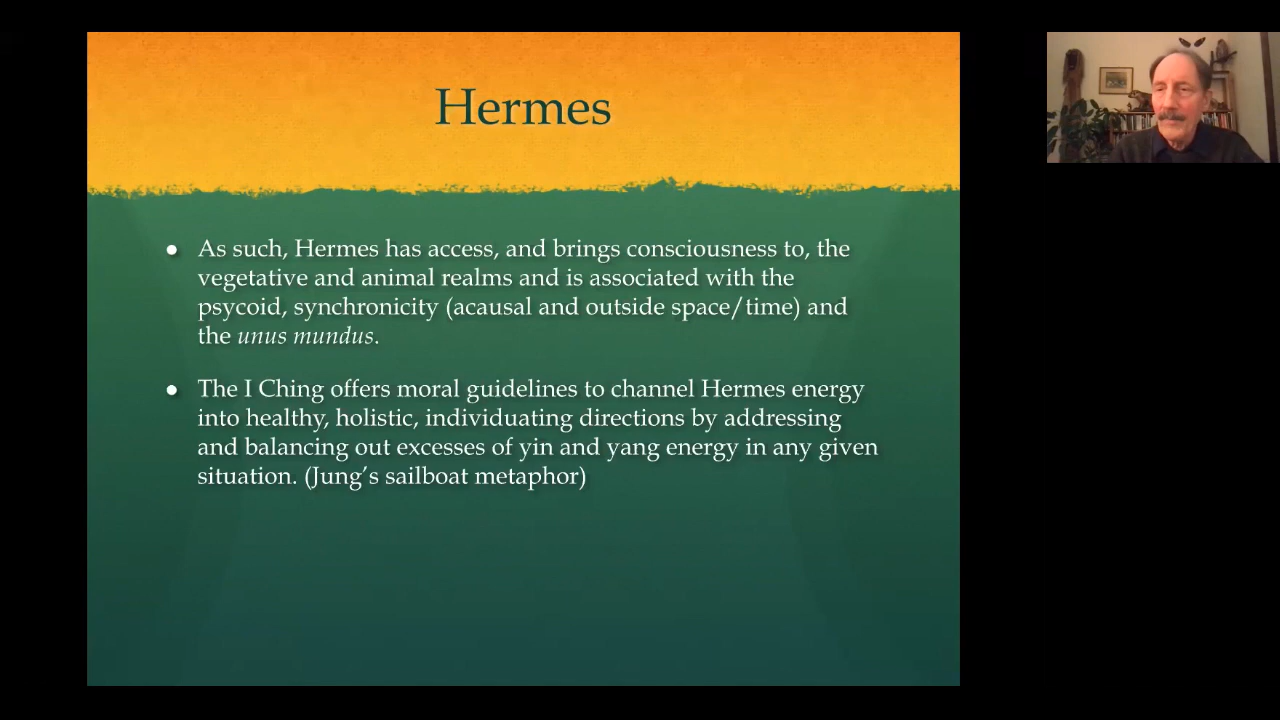 Hermes
● As such, Hermes has access, and brings consciousness to, the
vegetative and animal realms and is associated with the
psycoid, synchronicity (acausal and outside space/time) and
the unus mundus.
● The I Ching offers moral guidelines to channel Hermes energy
into healthy, holistic, individuating directions by addressing
and balancing out excesses of yin and yang energy in any given
situation. (Jung’s sailboat metaphor)